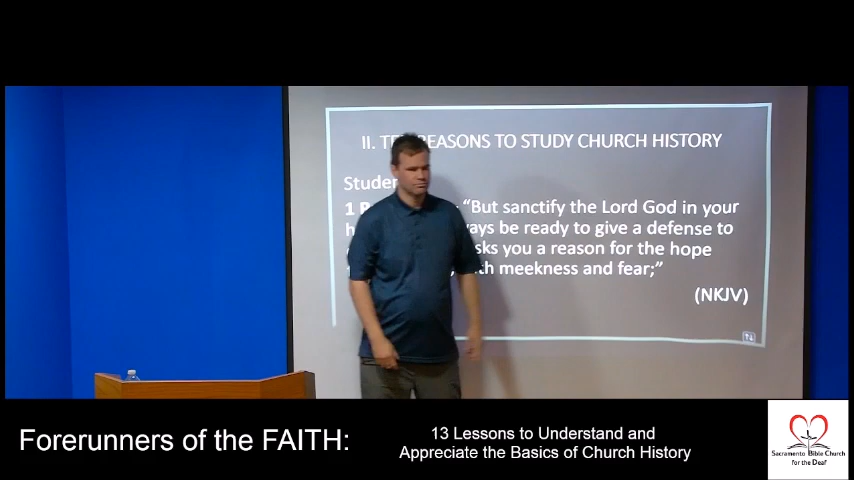 II. TE REASONS TO STUDY CHURCH HISTORY
Studen
1 P "But sanctify the Lord God in your
h ays be ready to give a defense to
sks you a reason for the hope
th meekness and fear;"
(NKJV)
Forerunners of the FAITH:
13 Lessons to Understand and
Appreciate the Basics of Church History
Sacramento Bible Church
for the Deaf